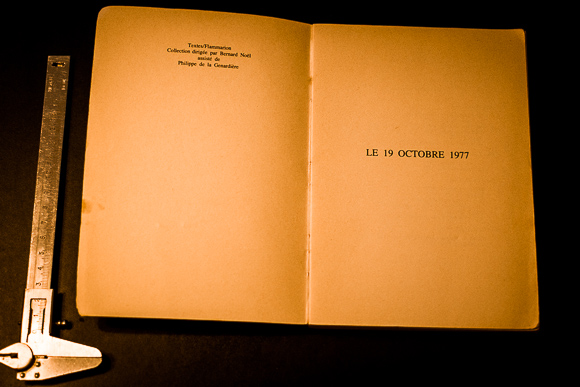 Textes/Flammarion
Collection dirigée par Bernard Noël
assisté de
Philippe de la Genardière
LE 19 OCTOBRE 1977